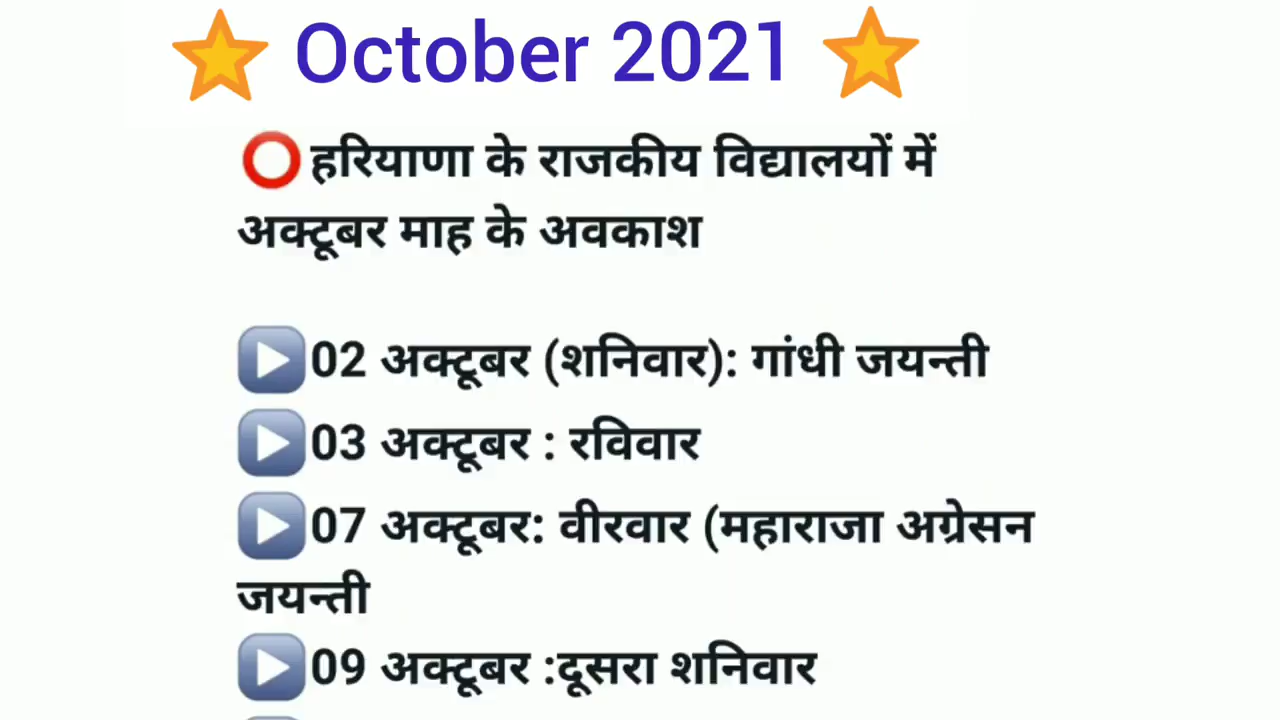 October 2021
हरियाणा के राजकीय विद्यालयों में
अक्टूबर माह के अवकाश
02 अक्टूबर (शनिवार): गांधी जयन्ती
03 अक्टूबर : रविवार
07 अक्टूबर: वीरवार (महाराजा अग्रेसन
जयन्ती
09 अक्टूबर :दूसरा शनिवार